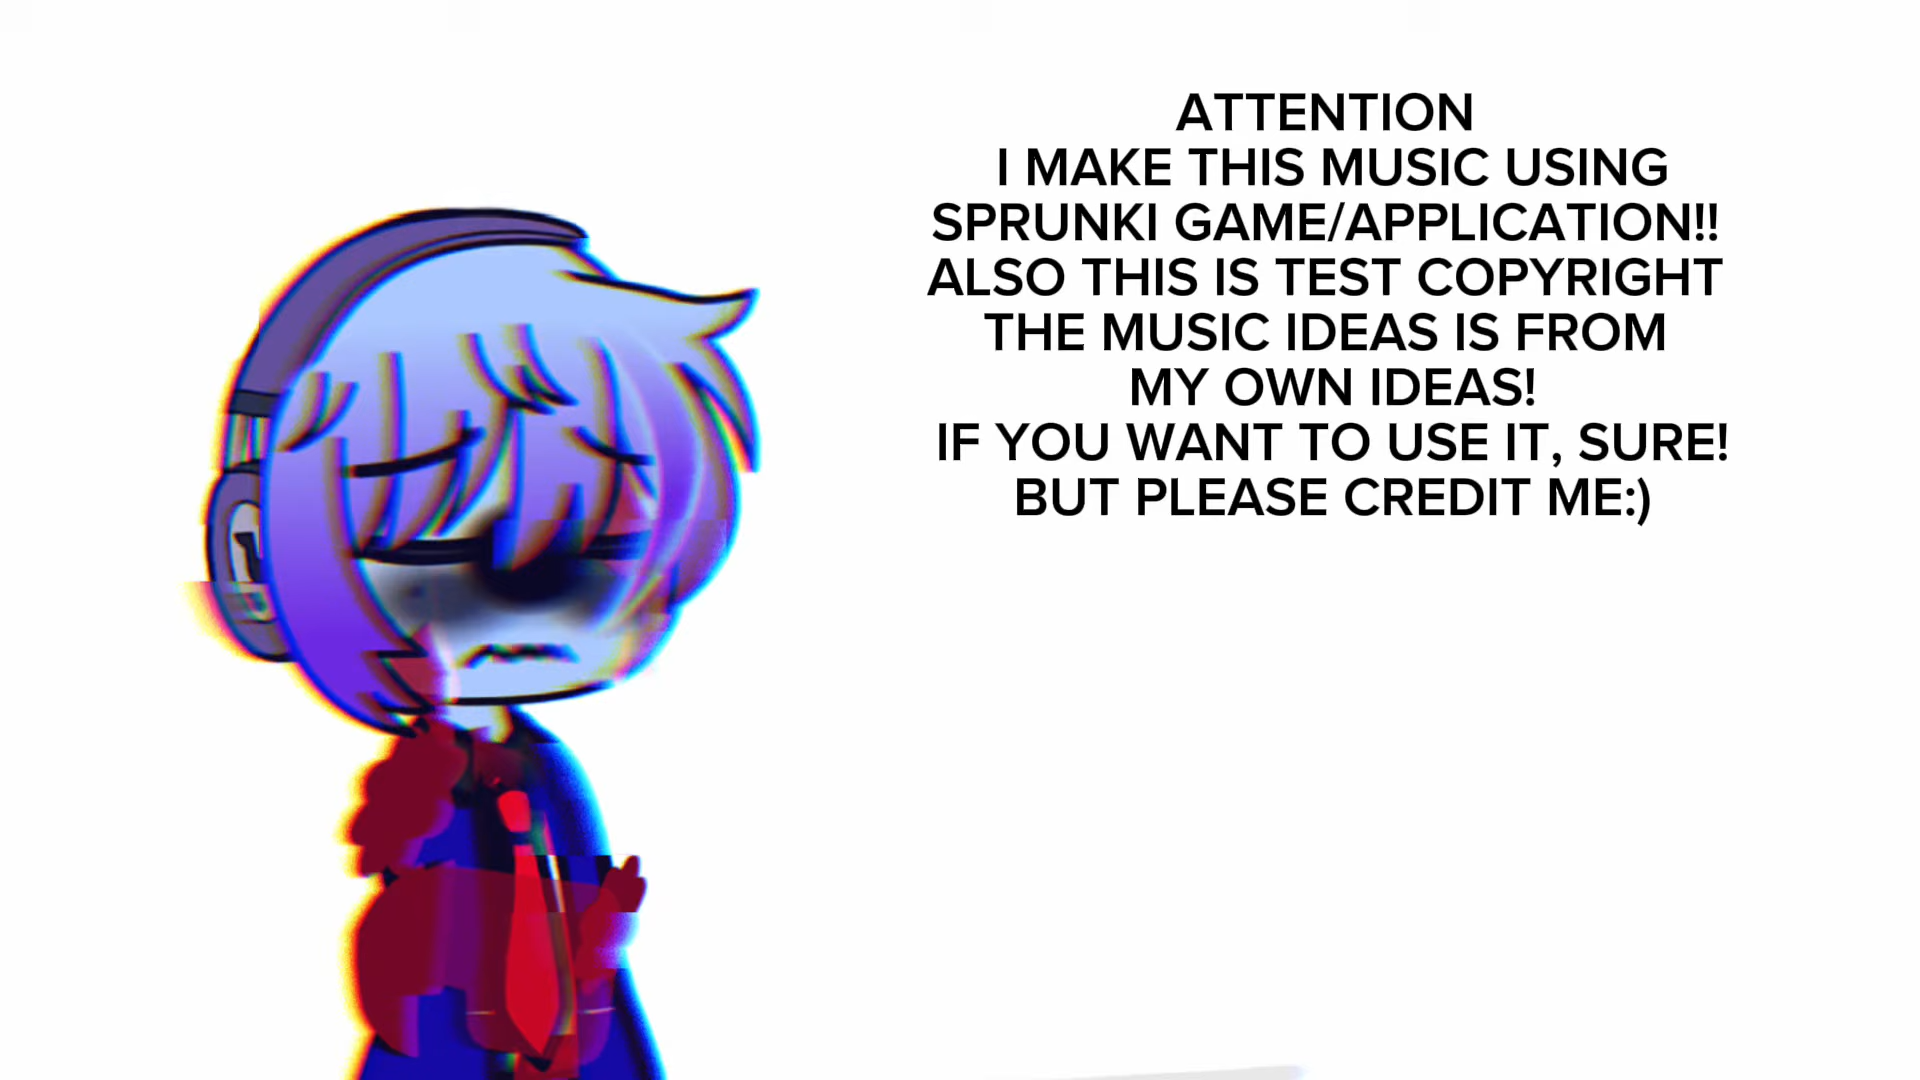 ATTENTION
I MAKE THIS MUSIC USING
SPRUNKI GAME/APPLICATION!!
ALSO THIS IS TEST COPYRIGHT
THE MUSIC IDEAS IS FROM
MY OWN IDEAS!
IF YOU WANT TO USE IT, SURE!
BUT PLEASE CREDIT ME:)